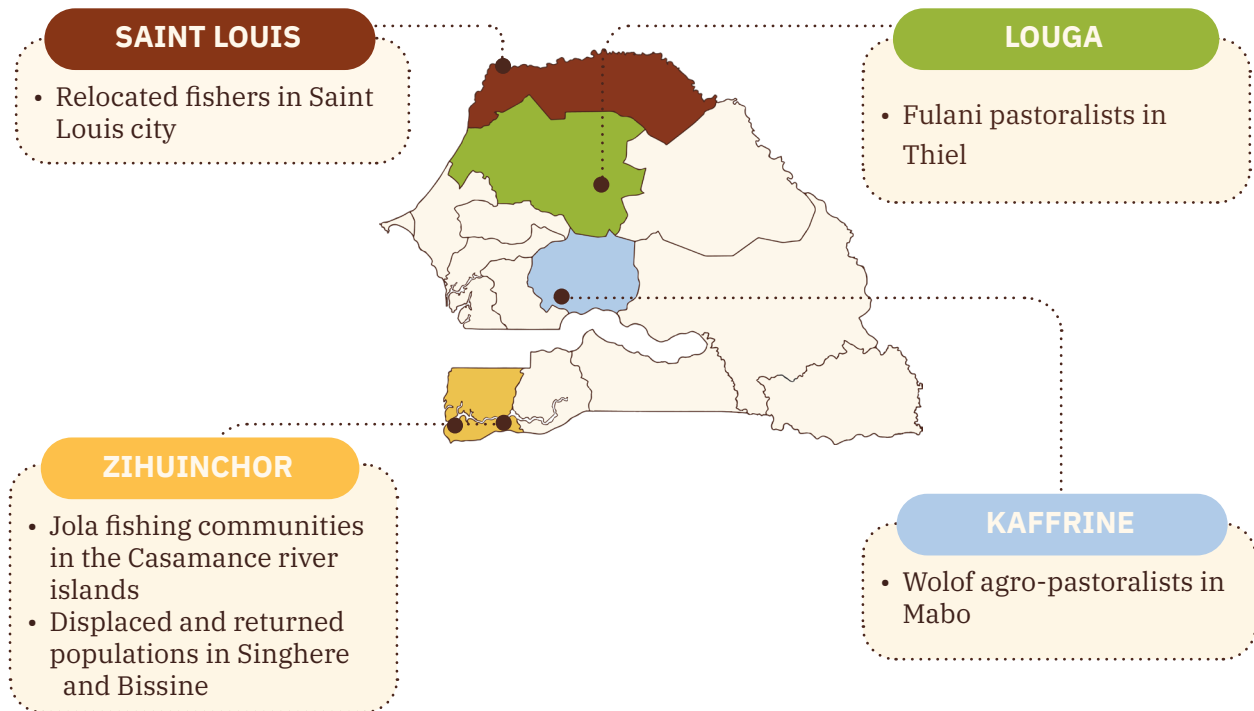 SAINT LOUIS
• Relocated fishers in Saint
Louis city
LOUGA
• Fulani pastoralists in
Thiel
ZIHUINCHOR
• Jola fishing communities
in the Casamance river
islands
• Displaced and returned
populations in Singhere
and Bissine
KAFFRINE
• Wolof agro-pastoralists in
Mabo